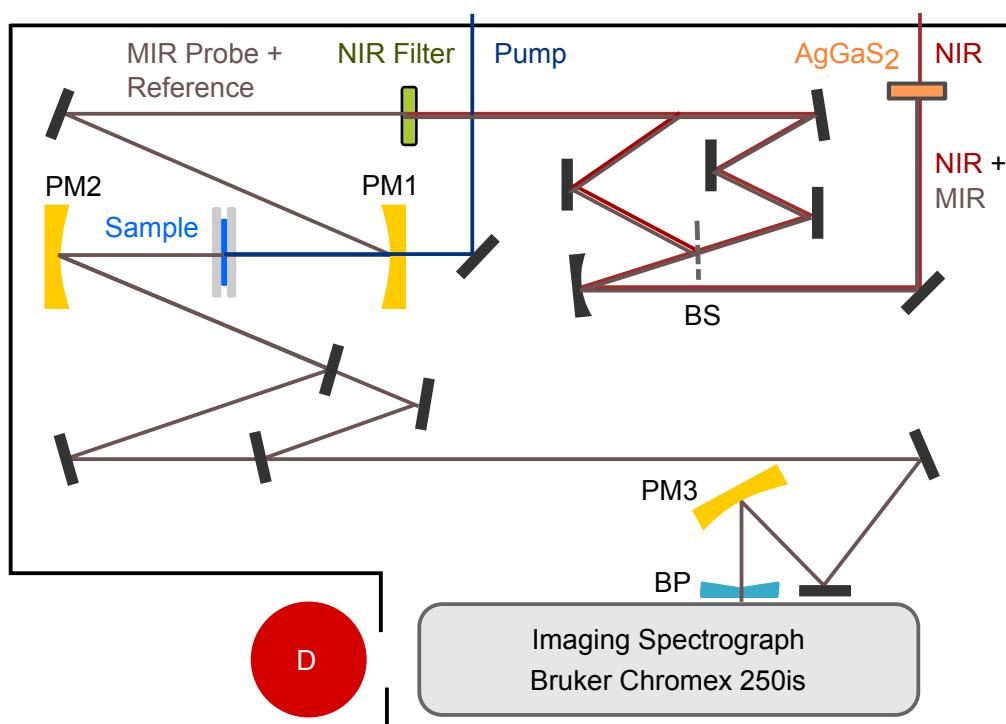 MIR Probe +
Reference
NIR Filter
Pump
AgGaS2
NIR
NIR +
MIR
PM2
Sample
PM1
BS
PM3
BP
D
Imaging Spectrograph
Bruker Chromex 250is